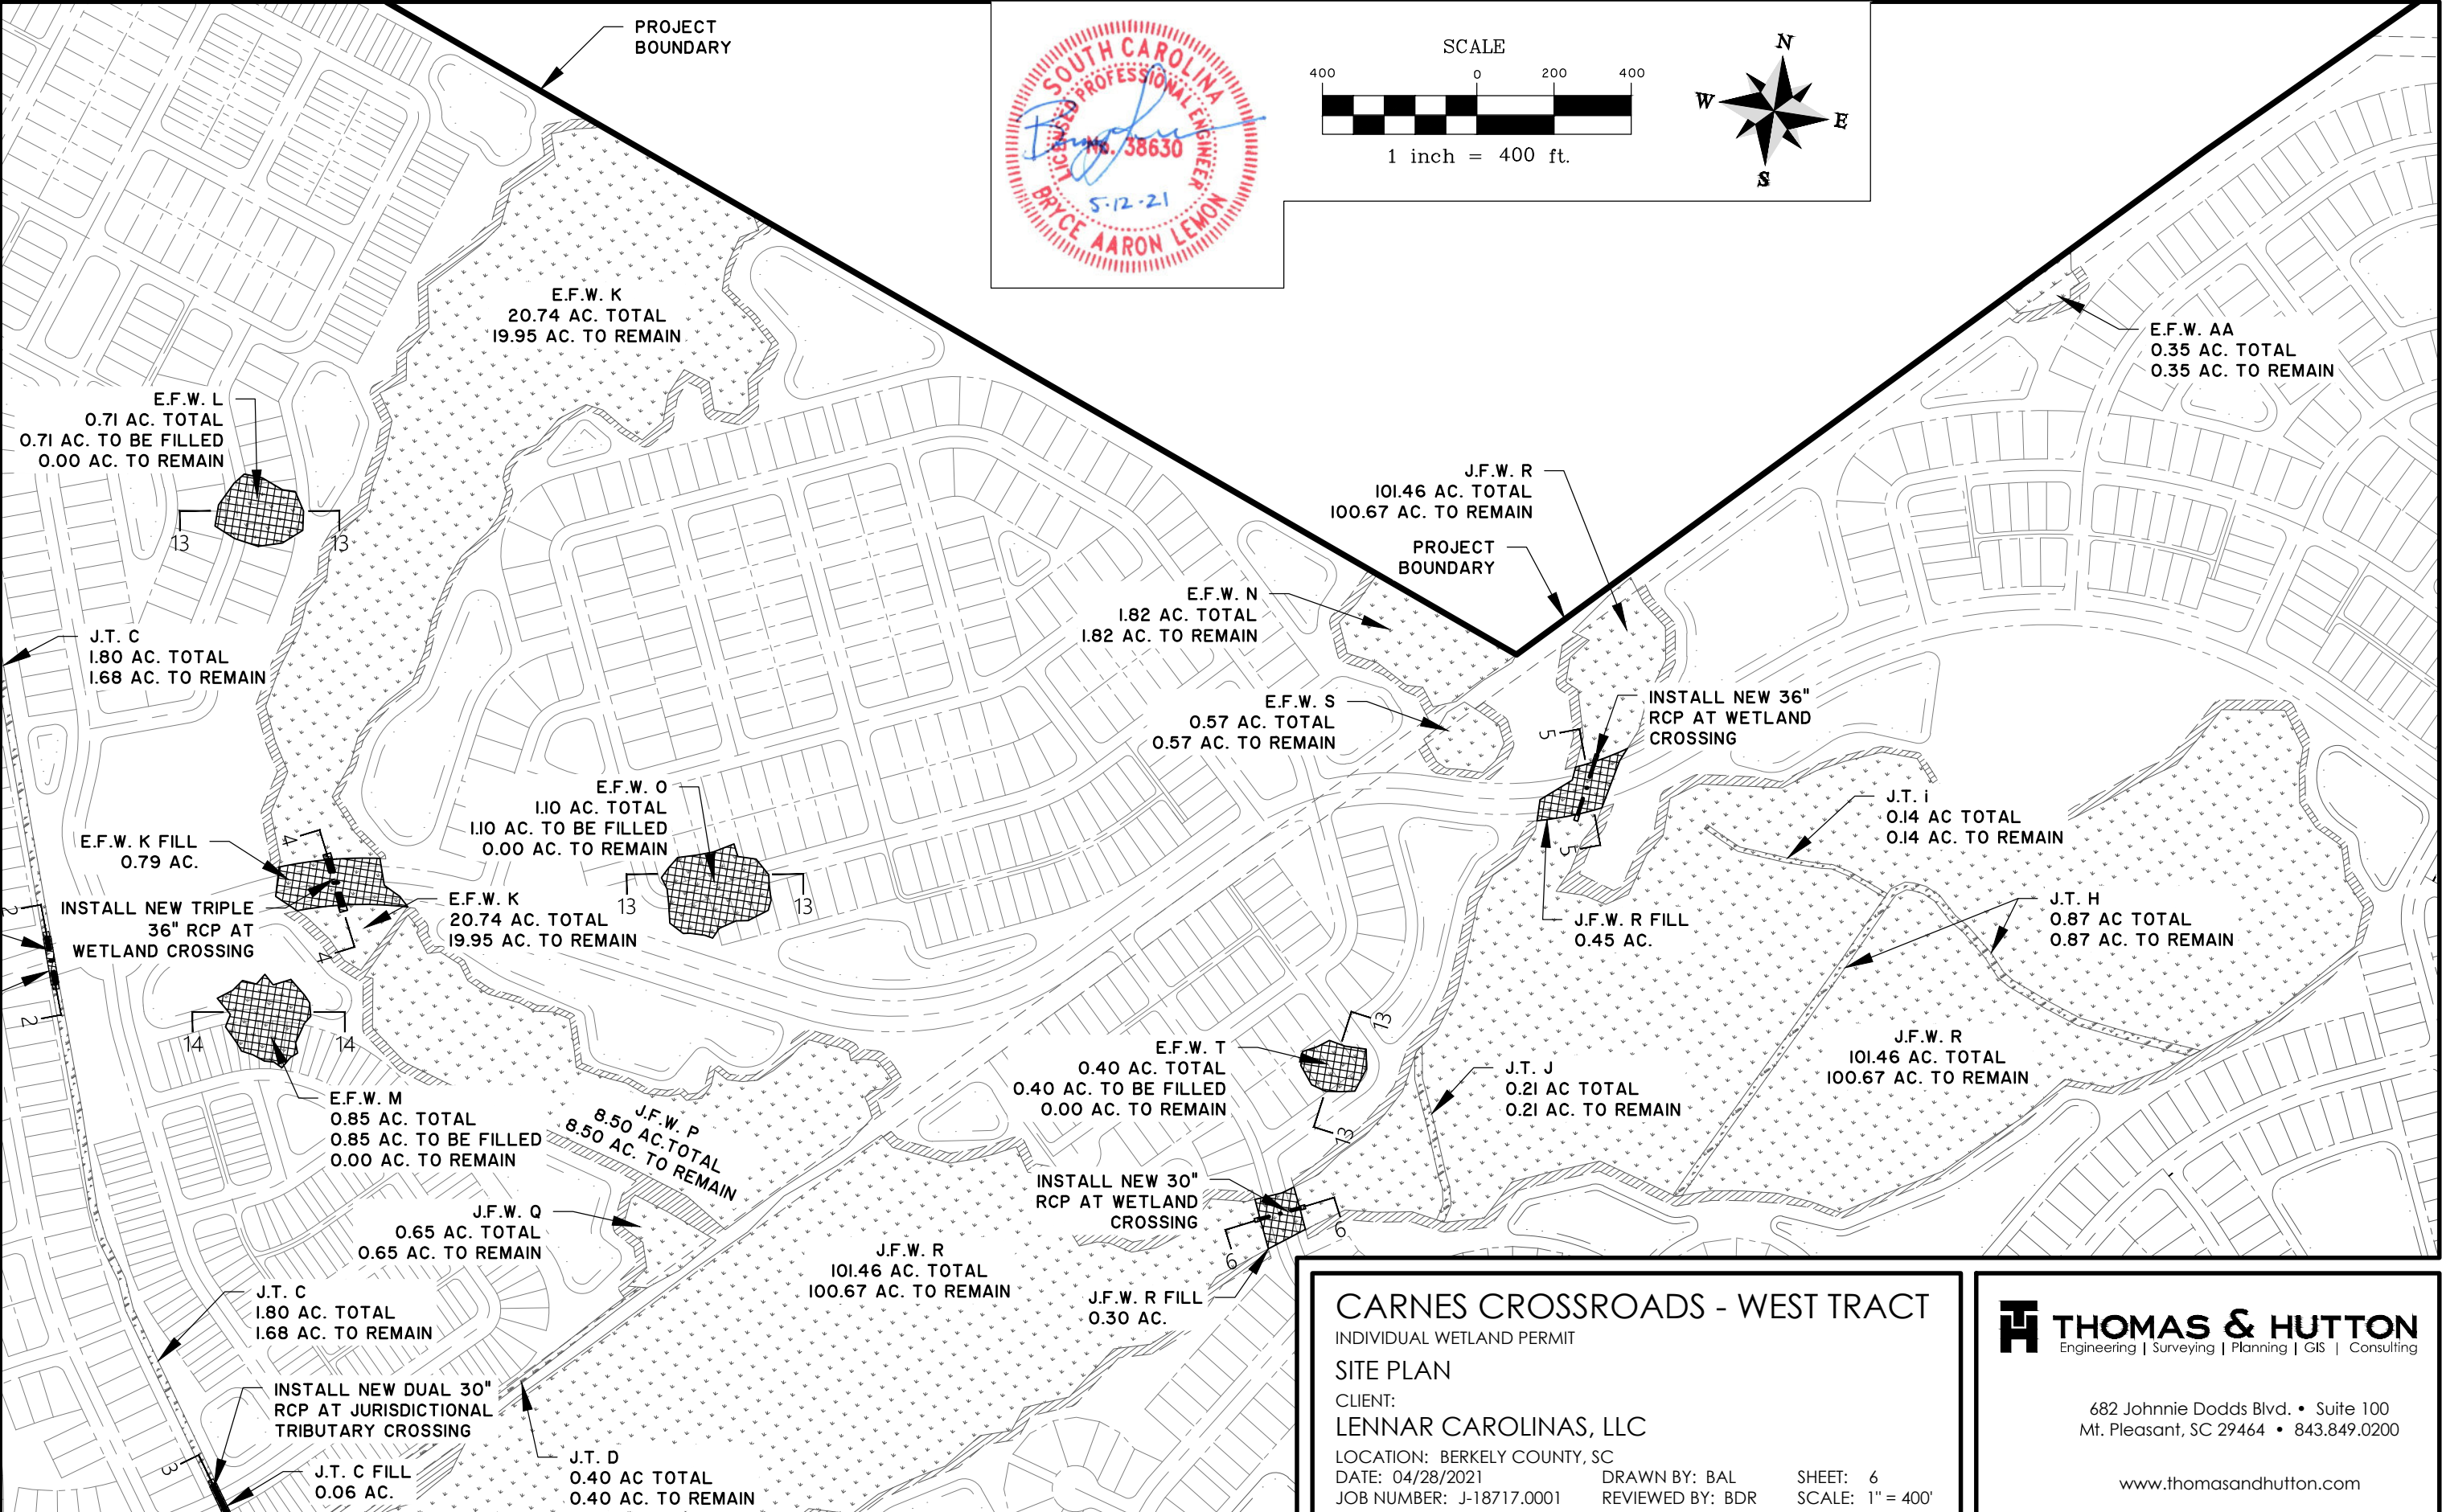 PROJECT
BOUNDARY
SOUTH CAROLINA
LICENSED PROFESSIONAL ENGINEER
No. 38630
5-12-21
BRYCE AARON LEMON
SCALE
400 0 200 400
1 inch = 400 ft.
N
W
E
S
E.F.W. K
20.74 AC. TOTAL
19.95 AC. TO REMAIN
E.F.W. AA
0.35 AC. TOTAL
0.35 AC. TO REMAIN
E.F.W. L
0.71 AC. TOTAL
0.71 AC. TO BE FILLED
0.00 AC. TO REMAIN
13
13
J.F.W. R
101.46 AC. TOTAL
100.67 AC. TO REMAIN
PROJECT
BOUNDARY
E.F.W. N
1.82 AC. TOTAL
1.82 AC. TO REMAIN
J.T. C
1.80 AC. TOTAL
1.68 AC. TO REMAIN
E.F.W. S
0.57 AC. TOTAL
0.57 AC. TO REMAIN
INSTALL NEW 36"
RCP AT WETLAND
CROSSING
5
5
E.F.W. O
1.10 AC. TOTAL
1.10 AC. TO BE FILLED
0.00 AC. TO REMAIN
13
13
J.T. i
0.14 AC TOTAL
0.14 AC. TO REMAIN
E.F.W. K FILL
0.79 AC.
4
4
INSTALL NEW TRIPLE
36" RCP AT
WETLAND CROSSING
E.F.W. K
20.74 AC. TOTAL
19.95 AC. TO REMAIN
J.F.W. R FILL
0.45 AC.
J.T. H
0.87 AC TOTAL
0.87 AC. TO REMAIN
2
2
14
14
E.F.W. M
0.85 AC. TOTAL
0.85 AC. TO BE FILLED
0.00 AC. TO REMAIN
J.F.W. P
8.50 AC.TOTAL
8.50 AC. TO REMAIN
E.F.W. T
0.40 AC. TOTAL
0.40 AC. TO BE FILLED
0.00 AC. TO REMAIN
13
13
J.T. J
0.21 AC TOTAL
0.21 AC. TO REMAIN
J.F.W. R
101.46 AC. TOTAL
100.67 AC. TO REMAIN
INSTALL NEW 30"
RCP AT WETLAND
CROSSING
6
6
J.F.W. Q
0.65 AC. TOTAL
0.65 AC. TO REMAIN
J.F.W. R
101.46 AC. TOTAL
100.67 AC. TO REMAIN
J.F.W. R FILL
0.30 AC.
J.T. C
1.80 AC. TOTAL
1.68 AC. TO REMAIN
INSTALL NEW DUAL 30"
RCP AT JURISDICTIONAL
TRIBUTARY CROSSING
3
J.T. C FILL
0.06 AC.
J.T. D
0.40 AC TOTAL
0.40 AC. TO REMAIN
CARNES CROSSROADS - WEST TRACT
INDIVIDUAL WETLAND PERMIT
SITE PLAN
CLIENT:
LENNAR CAROLINAS, LLC
LOCATION: BERKELY COUNTY, SC
DATE: 04/28/2021 DRAWN BY: BAL SHEET: 6
JOB NUMBER: J-18717.0001 REVIEWED BY: BDR SCALE: 1" = 400'
TH THOMAS & HUTTON
Engineering | Surveying | Planning | GIS | Consulting
682 Johnnie Dodds Blvd. • Suite 100
Mt. Pleasant, SC 29464 • 843.849.0200
www.thomasandhutton.com